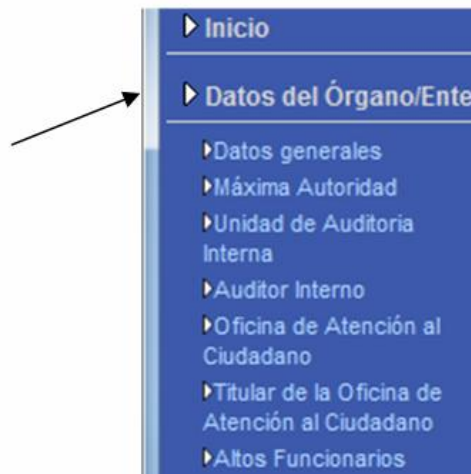 Inicio
Datos del Órgano/Ente
Datos generales
Máxima Autoridad
Unidad de Auditoria
Interna
Auditor Interno
Oficina de Atención al
Ciudadano
Titular de la Oficina de
Atención al Ciudadano
Altos Funcionarios